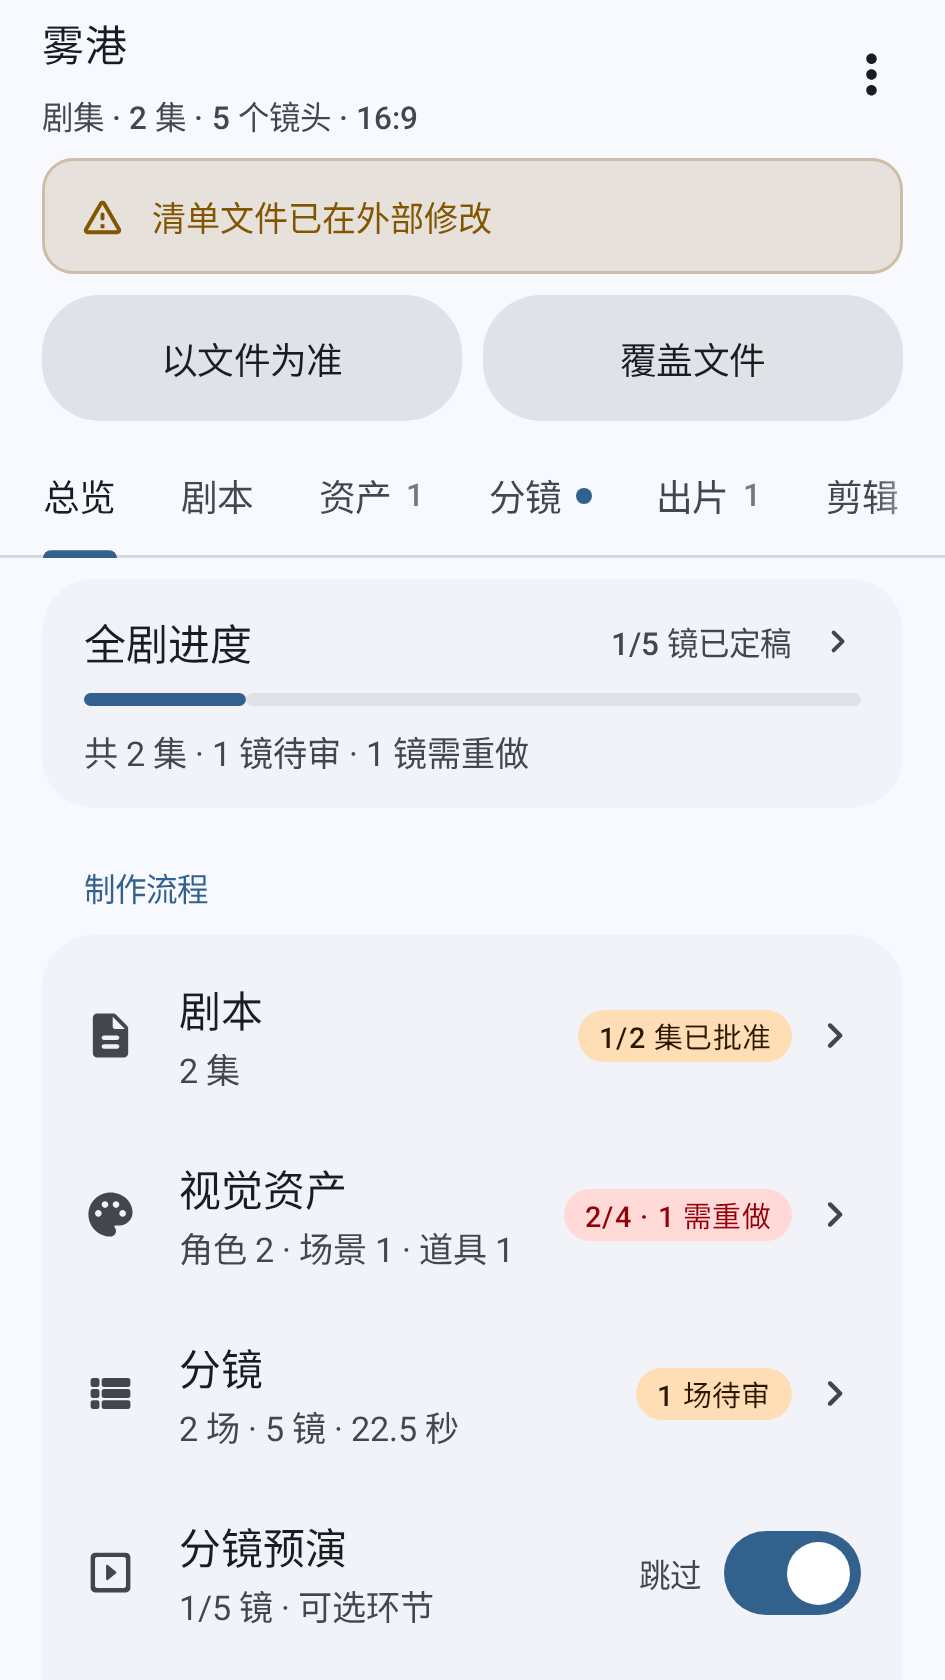 雾港
剧集 · 2 集 · 5 个镜头 · 16:9
清单文件已在外部修改
以文件为准 覆盖文件
总览 剧本 资产 1 分镜 出片 1 剪辑
全剧进度 1/5 镜已定稿
共 2 集 · 1 镜待审 · 1 镜需重做
制作流程
剧本 1/2 集已批准
2 集
视觉资产 2/4 · 1 需重做
角色 2 · 场景 1 · 道具 1
分镜 1 场待审
2 场 · 5 镜 · 22.5 秒
分镜预演 跳过
1/5 镜 · 可选环节